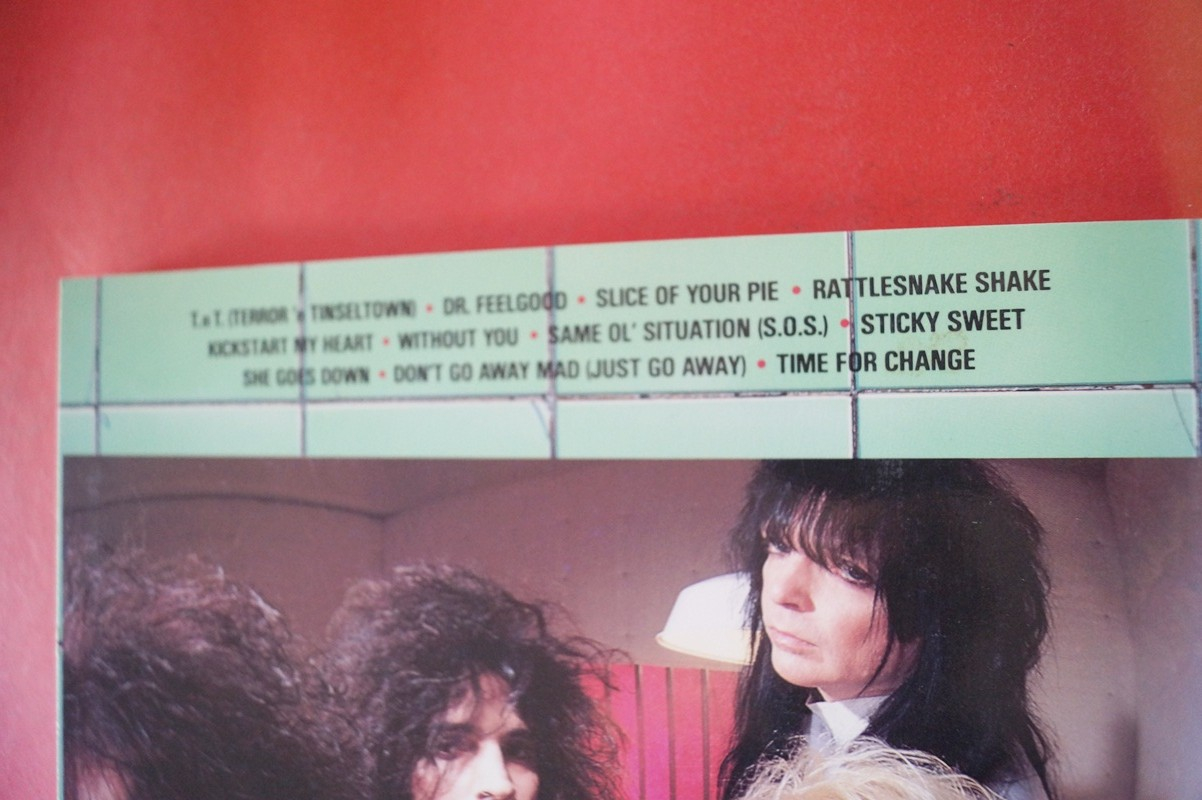 T.n T. (TERROR 'n TINSELTOWN) • DR. FEELGOOD • SLICE OF YOUR PIE • RATTLESNAKE SHAKE
KICKSTART MY HEART • WITHOUT YOU • SAME OL' SITUATION (S.O.S.) • STICKY SWEET
SHE GOES DOWN • DON'T GO AWAY MAD (JUST GO AWAY) • TIME FOR CHANGE